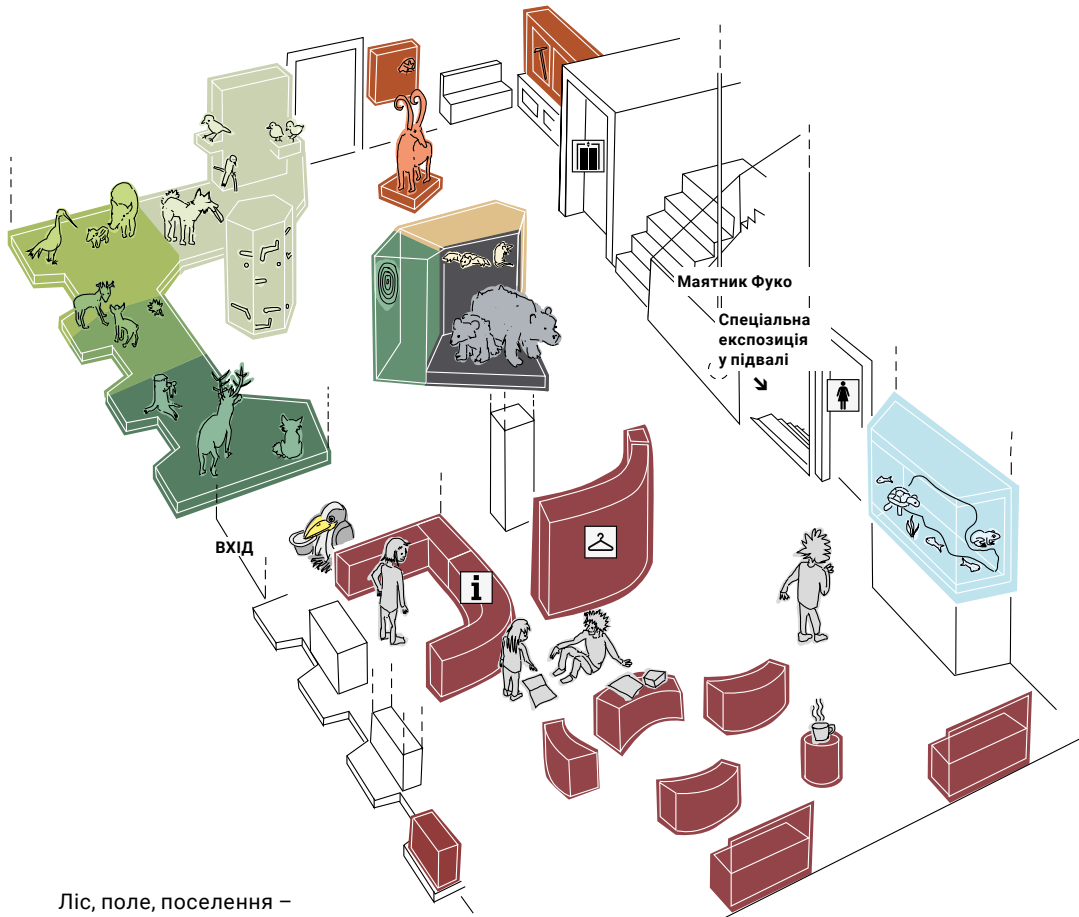 Маятник Фуко
Спеціальна
експозиція
у підвалі
ВХІД
i
Ліс, поле, поселення –